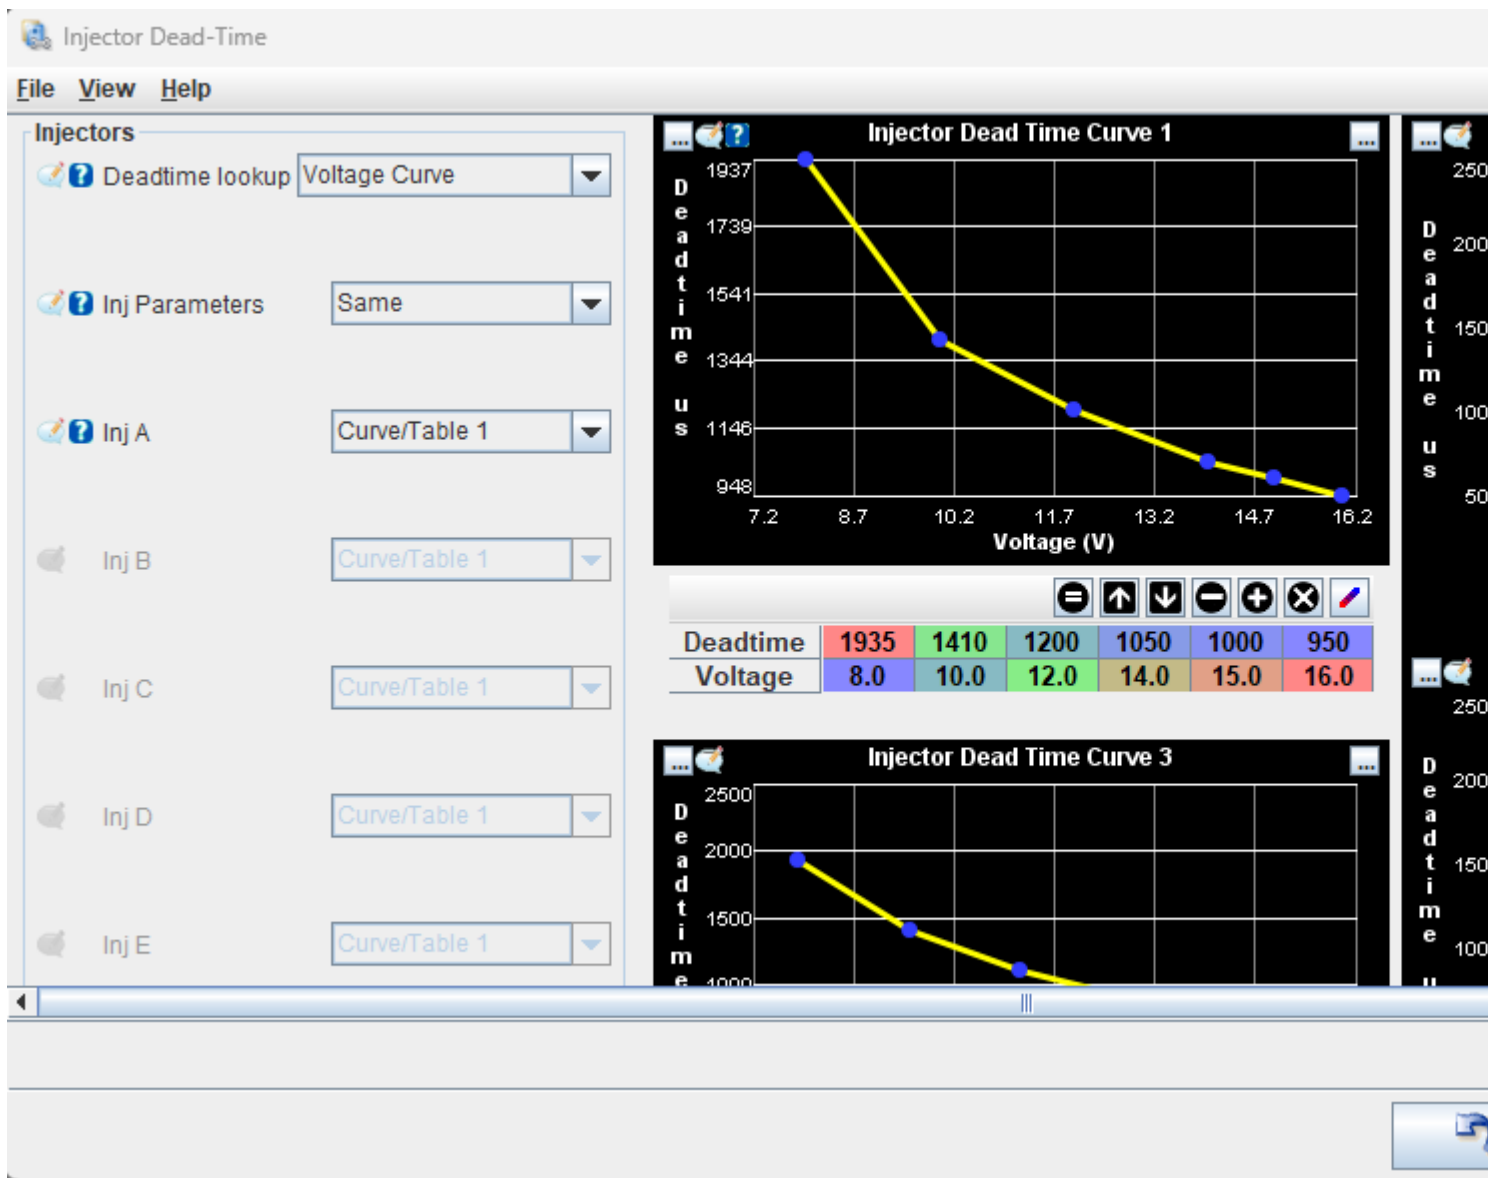 Injector Dead-Time
File View Help
Injectors
Deadtime lookup Voltage Curve
Inj Parameters Same
Inj A Curve/Table 1
Inj B Curve/Table 1
Inj C Curve/Table 1
Inj D Curve/Table 1
Inj E Curve/Table 1
... ? Injector Dead Time Curve 1 ...
Deadtime us
1937
1739
1541
1344
1146
948
7.2 8.7 10.2 11.7 13.2 14.7 16.2
Voltage (V)
Deadtime 1935 1410 1200 1050 1000 950
Voltage 8.0 10.0 12.0 14.0 15.0 16.0
... Injector Dead Time Curve 3 ...
Deadtime
2500
2000
1500
1000
...
Deadtime us
250
200
150
100
50
...
Deadtime u
250
200
150
100